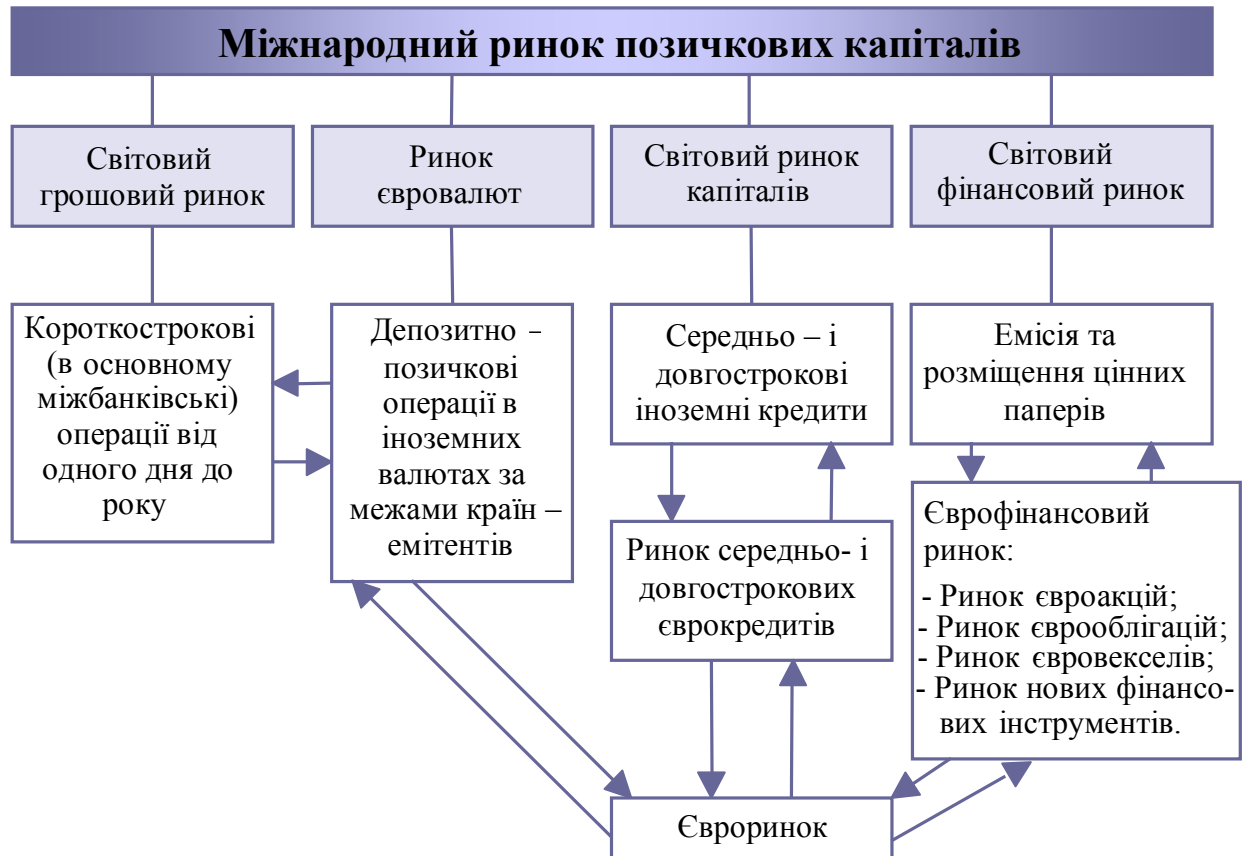 Міжнародний ринок позичкових капіталів
Світовий
грошовий ринок
Ринок
євровалют
Світовий ринок
капіталів
Світовий
фінансовий ринок
Короткострокові
(в основному
міжбанківські)
операції від
одного дня до
року
Депозитно –
позичкові
операції в
іноземних
валютах за
межами країн –
емітентів
Середньо – і
довгострокові
іноземні кредити
Емісія та
розміщення цінних
паперів
Ринок середньо- і
довгострокових
єврокредитів
Єврофінансовий
ринок:
- Ринок євроакцій;
- Ринок єврооблігацій;
- Ринок євровекселів;
- Ринок нових фінансо-
вих інструментів.
Євроринок